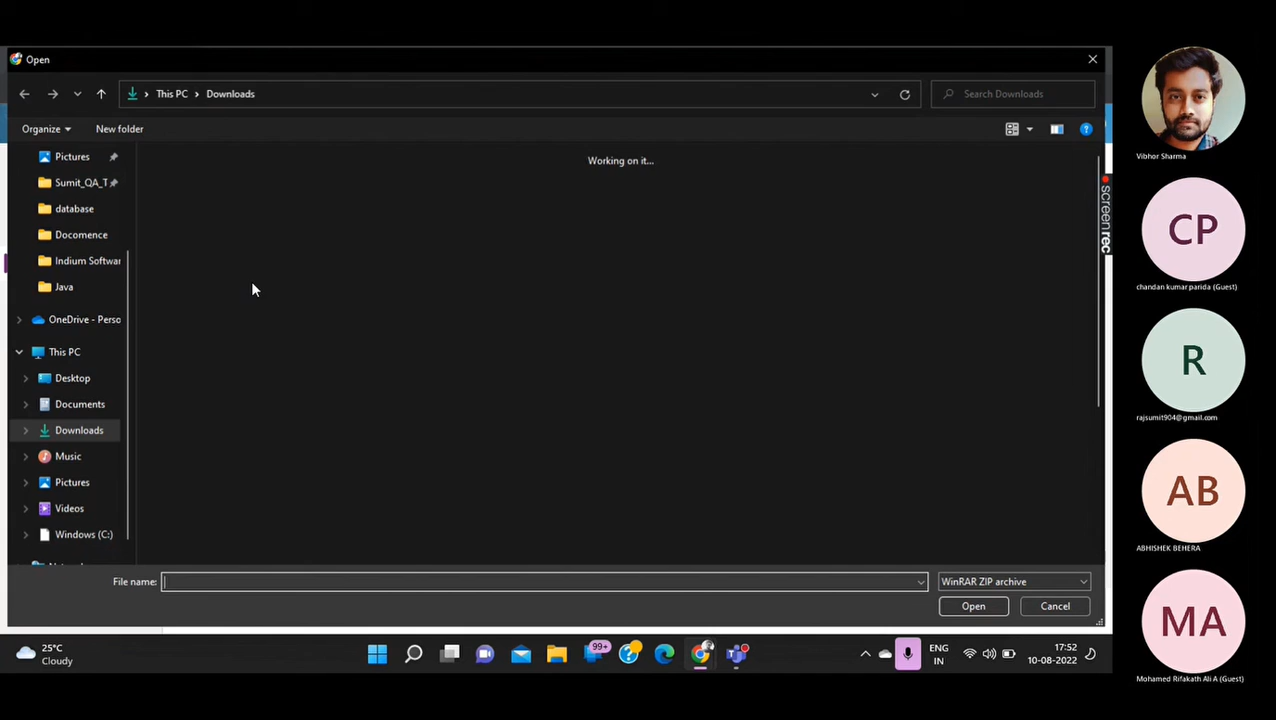 Open
This PC
Downloads
Search Downloads
Organize
New folder
Working on it...
Pictures
Sumit_QA_T
database
Docomence
Indium Softwar
Java
OneDrive - Perso
This PC
Desktop
Documents
Downloads
Music
Pictures
Videos
Windows (C:)
File name:
WinRAR ZIP archive
Open
Cancel
screenrec
25°C
Cloudy
99+
ENG
IN
17:52
10-08-2022
Vibhor Sharma
CP
chandan kumar parida (Guest)
R
rajsumit904@gmail.com
AB
ABHISHEK BEHERA
MA
Mohamed Rifakath Ali A (Guest)